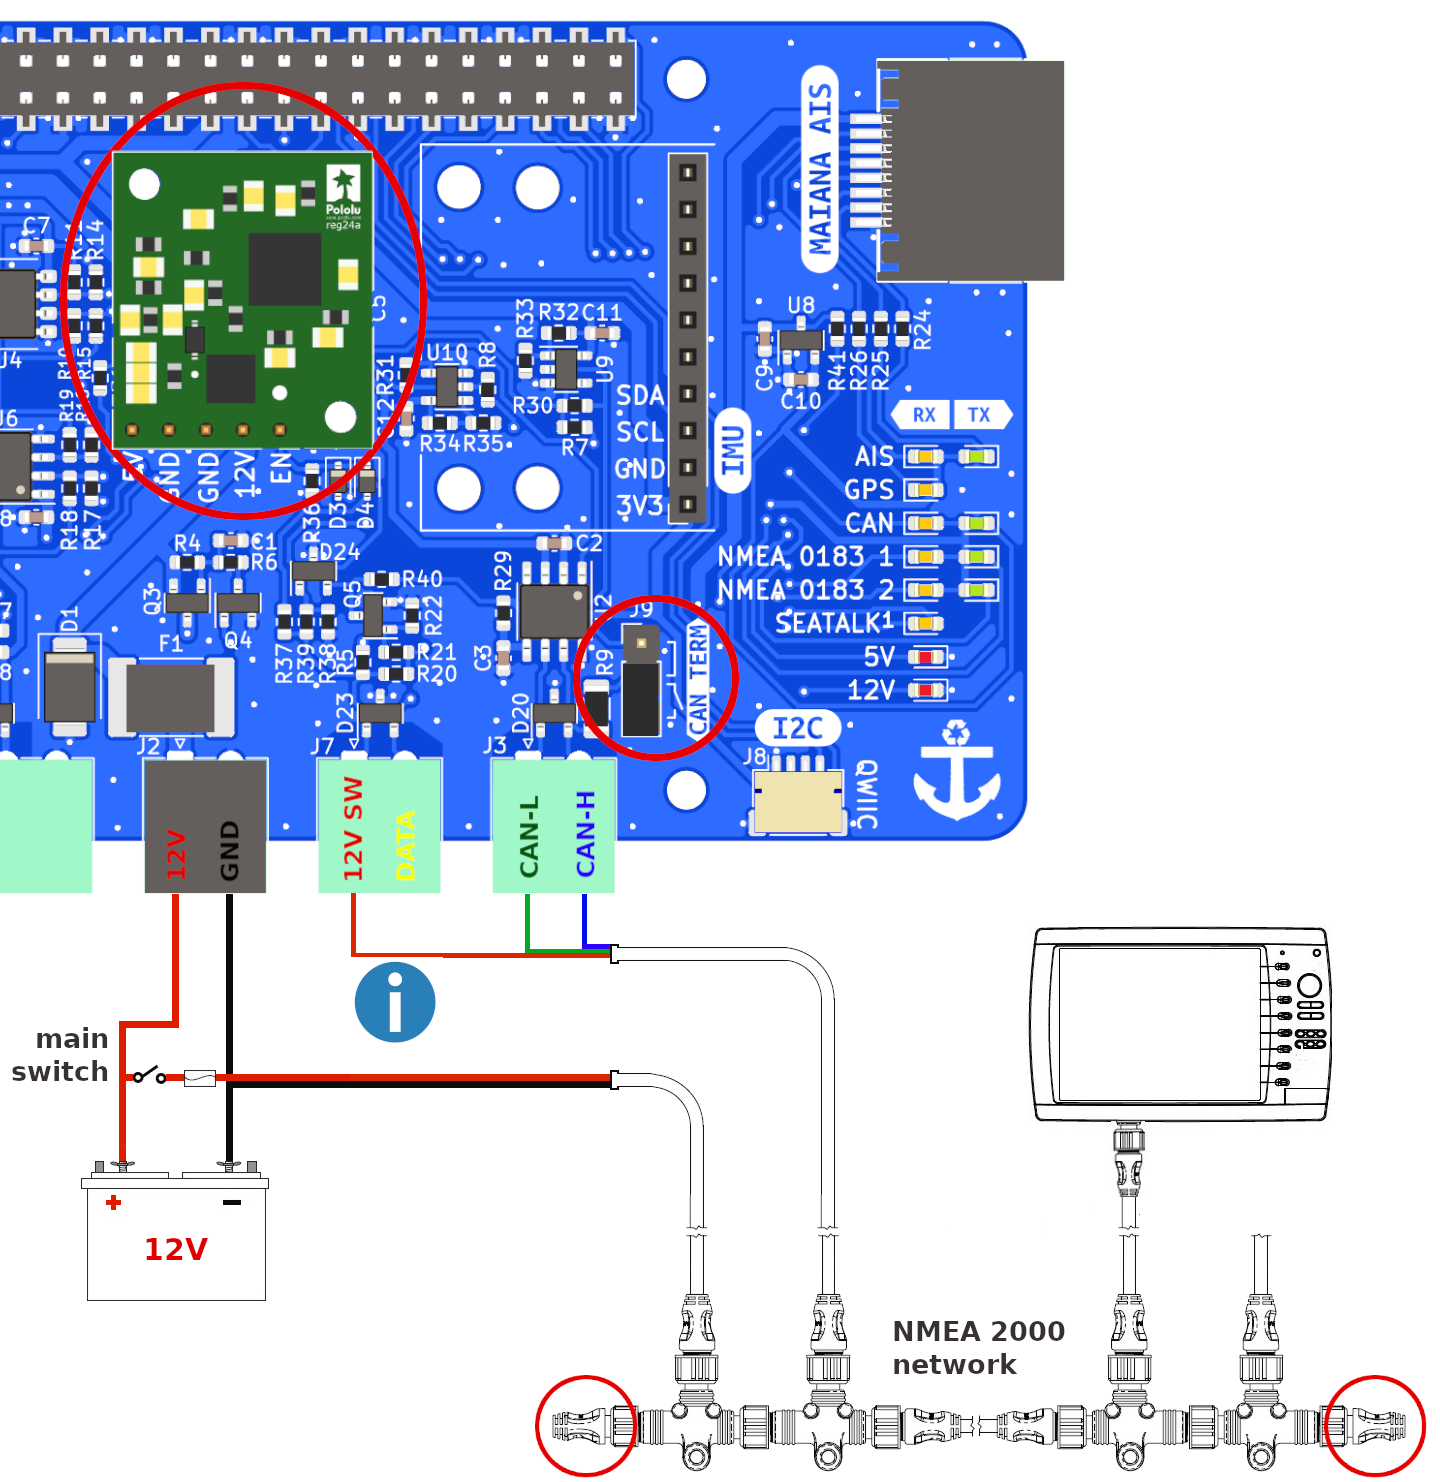 MAIANA AIS
Pololu
www.pololu.com
reg24a
C7
R14
C5
J4
R15
R19
J6
R18
R17
5V
GND
GND
12V
EN
R31
U10
R8
R34
R35
R33
R32
C11
U9
R30
R7
SDA
SCL
GND
3V3
IMU
U8
C9
C10
R41
R26
R25
R24
RX
TX
AIS
GPS
CAN
NMEA 0183 1
NMEA 0183 2
SEATALK1
5V
12V
R36
D3
D4
R4
C1
R6
D24
Q3
Q4
D1
F1
R37
R39
R38
Q5
R40
R22
R5
R21
R20
D23
C2
R29
C3
D20
R9
J9
CAN TERM
I2C
J8
QWIIC
J2
J7
J3
12V
GND
12V SW
DATA
CAN-L
CAN-H
i
main
switch
+
−
12V
NMEA 2000
network